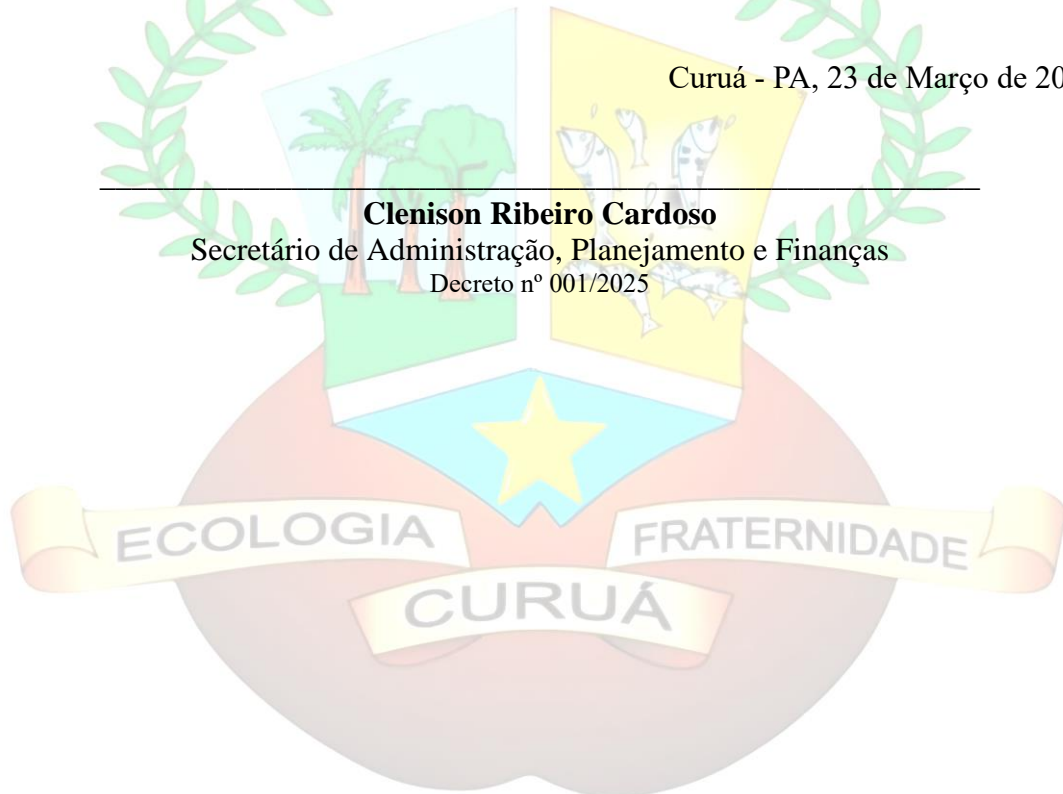 Curuá - PA, 23 de Março de 20
Clenison Ribeiro Cardoso
Secretário de Administração, Planejamento e Finanças
Decreto nº 001/2025
ECOLOGIA
FRATERNIDADE
CURUÁ